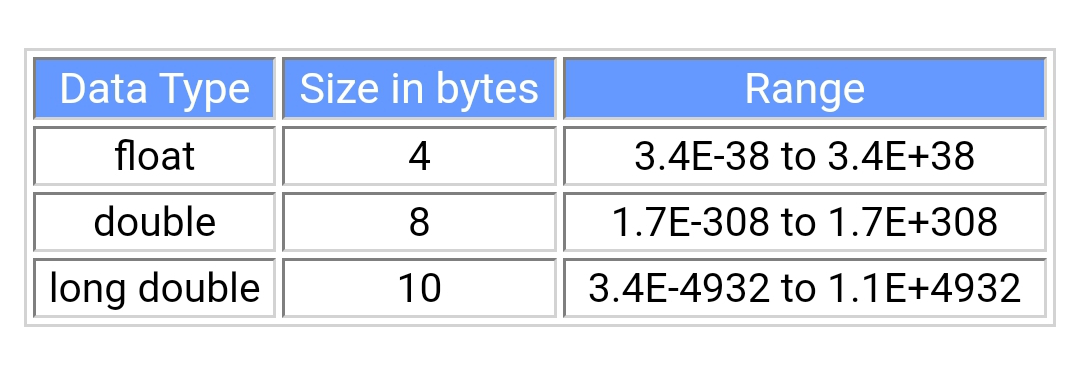 Data Type Size in bytes Range
float 4 3.4E-38 to 3.4E+38
double 8 1.7E-308 to 1.7E+308
long double 10 3.4E-4932 to 1.1E+4932